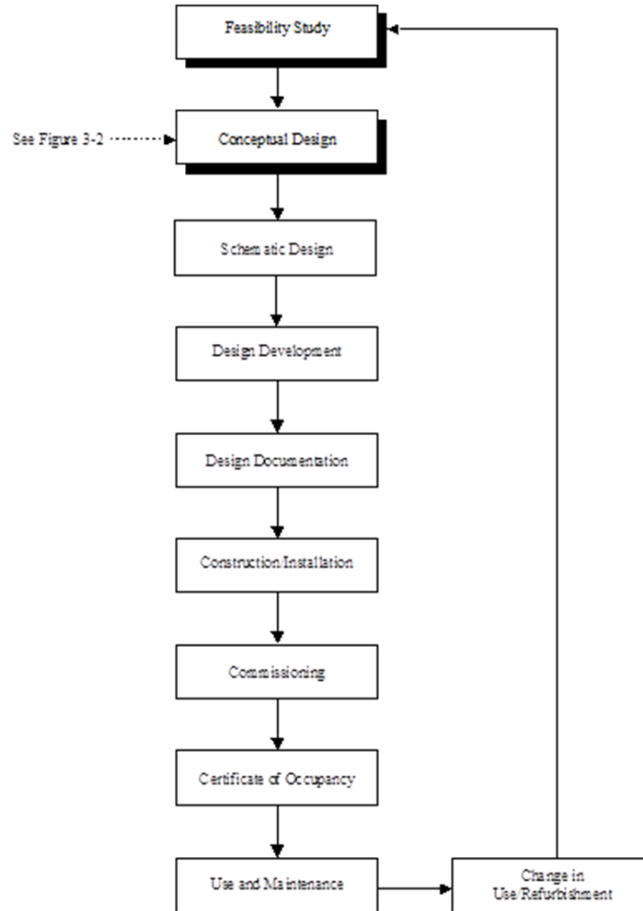 Feasibility Study
See Figure 3-2
Conceptual Design
Schematic Design
Design Development
Design Documentation
Construction/Installation
Commissioning
Certificate of Occupancy
Use and Maintenance
Change in
Use/Refurbishment